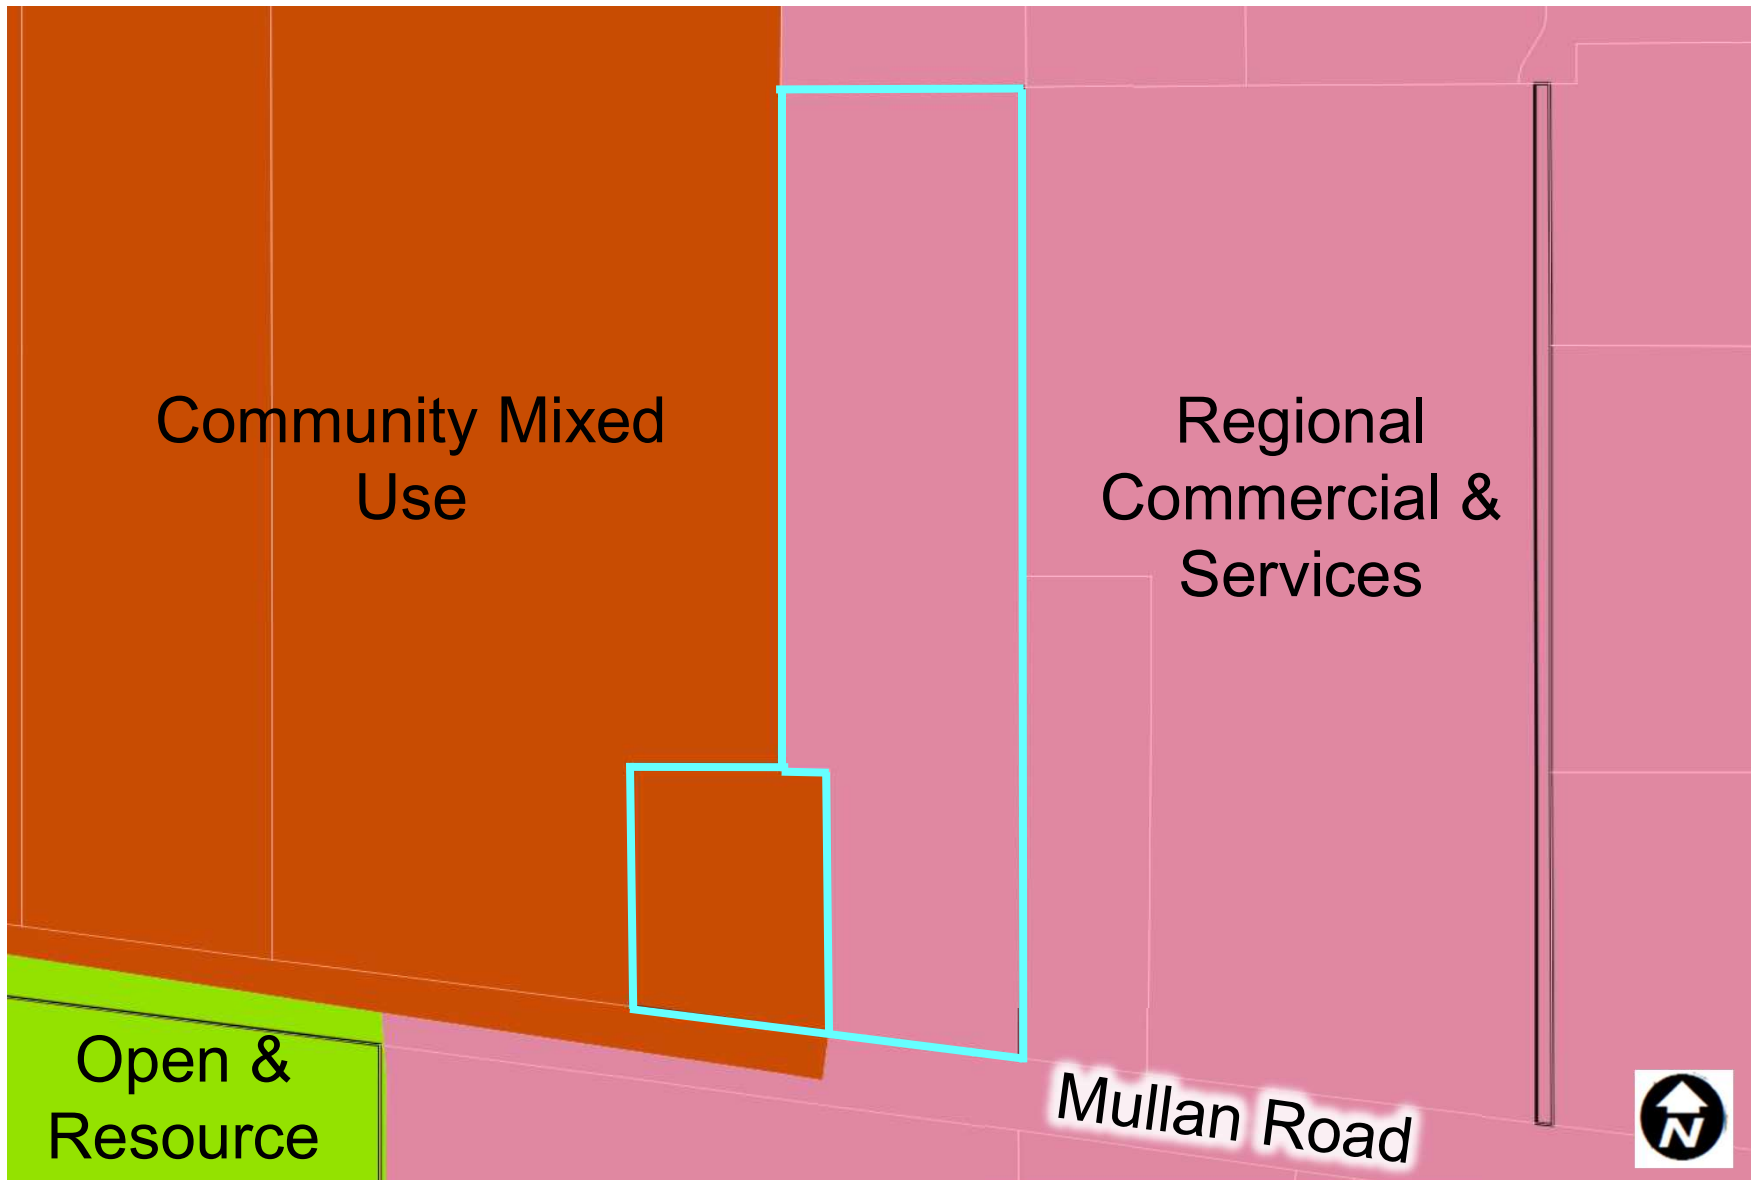 Community Mixed
Use
Regional
Commercial &
Services
Open &
Resource
Mullan Road
N